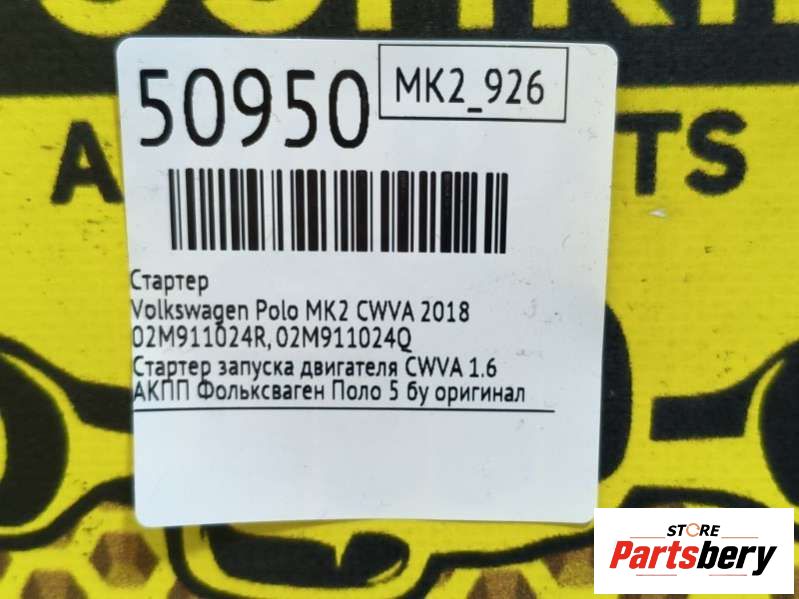 50950
MK2_926
A TS
Стартер
Volkswagen Polo MK2 CWVA 2018
02M911024R, 02M911024Q
Стартер запуска двигателя CWVA 1.6
АКПП Фольксваген Поло 5 бу оригинал
STORE
Partsbery